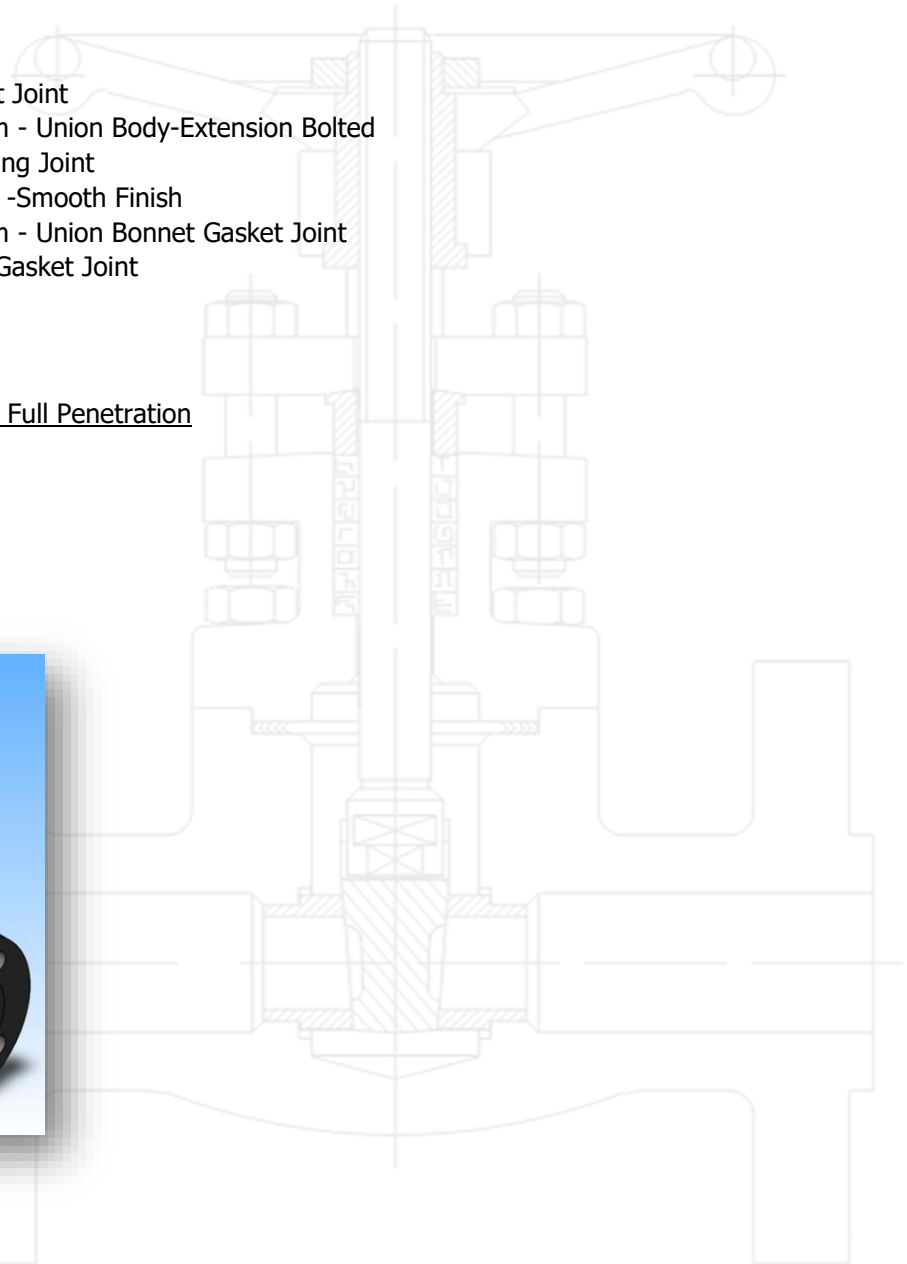 t Joint
n - Union Body-Extension Bolted
ng Joint
-Smooth Finish
n - Union Bonnet Gasket Joint
Gasket Joint
Full Penetration